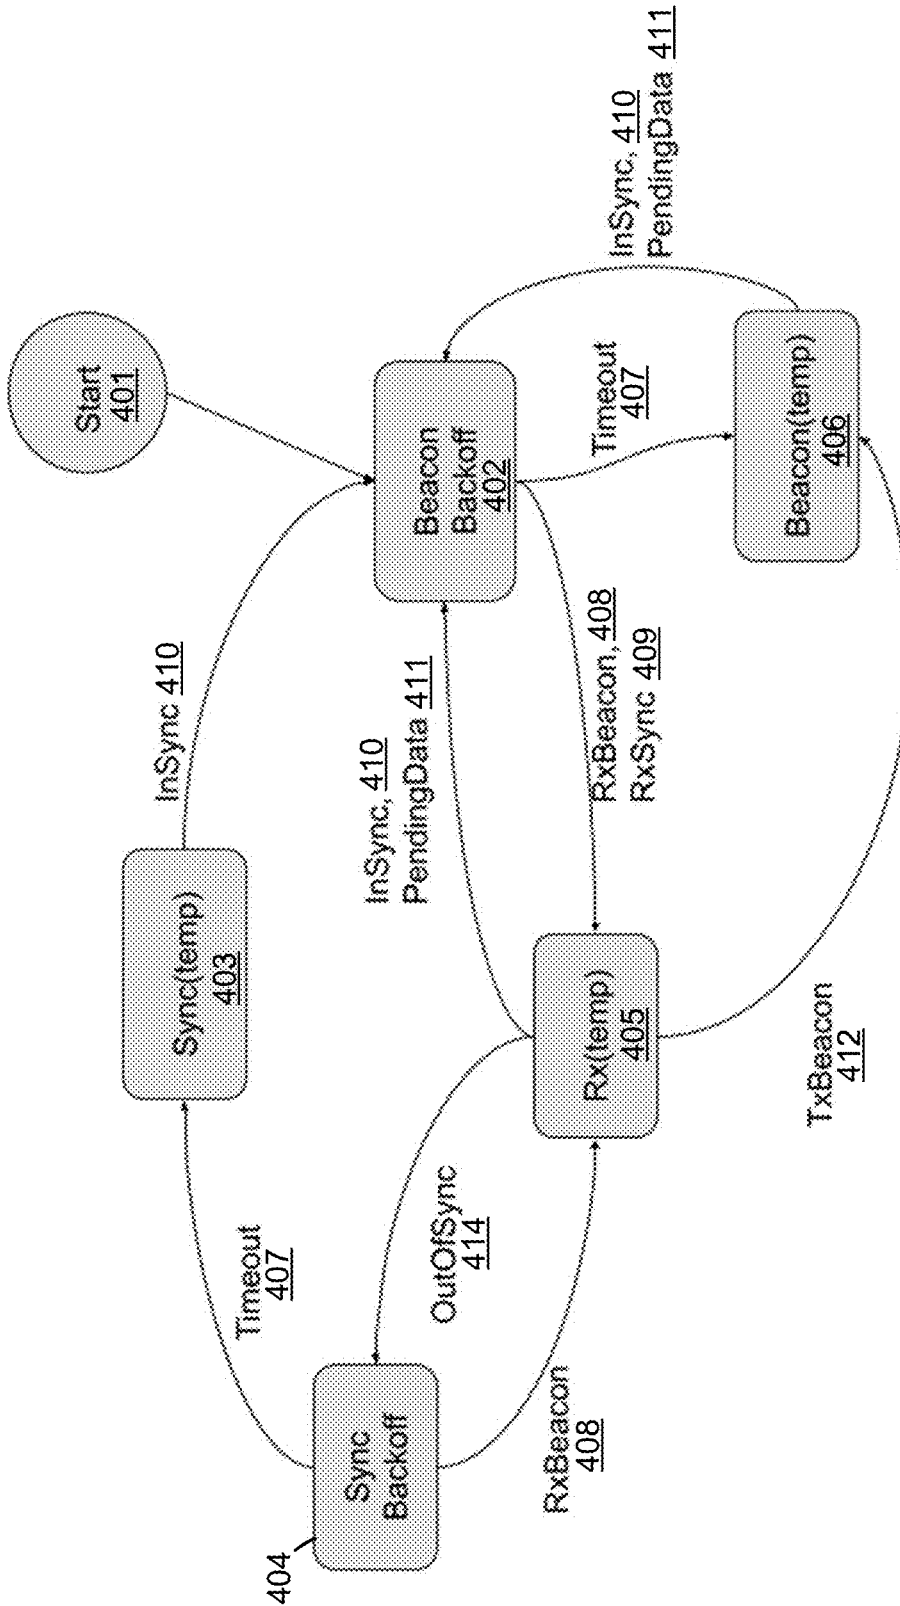 Start
401
Beacon
Backoff
402
InSync 410
Sync(temp)
403
Timeout
407
Sync
Backoff
404
InSync, 410
PendingData 411
RxBeacon, 408
RxSync 409
Timeout
407
InSync, 410
PendingData 411
Beacon(temp)
406
Rx(temp)
405
OutOfSync
414
RxBeacon
408
TxBeacon
412